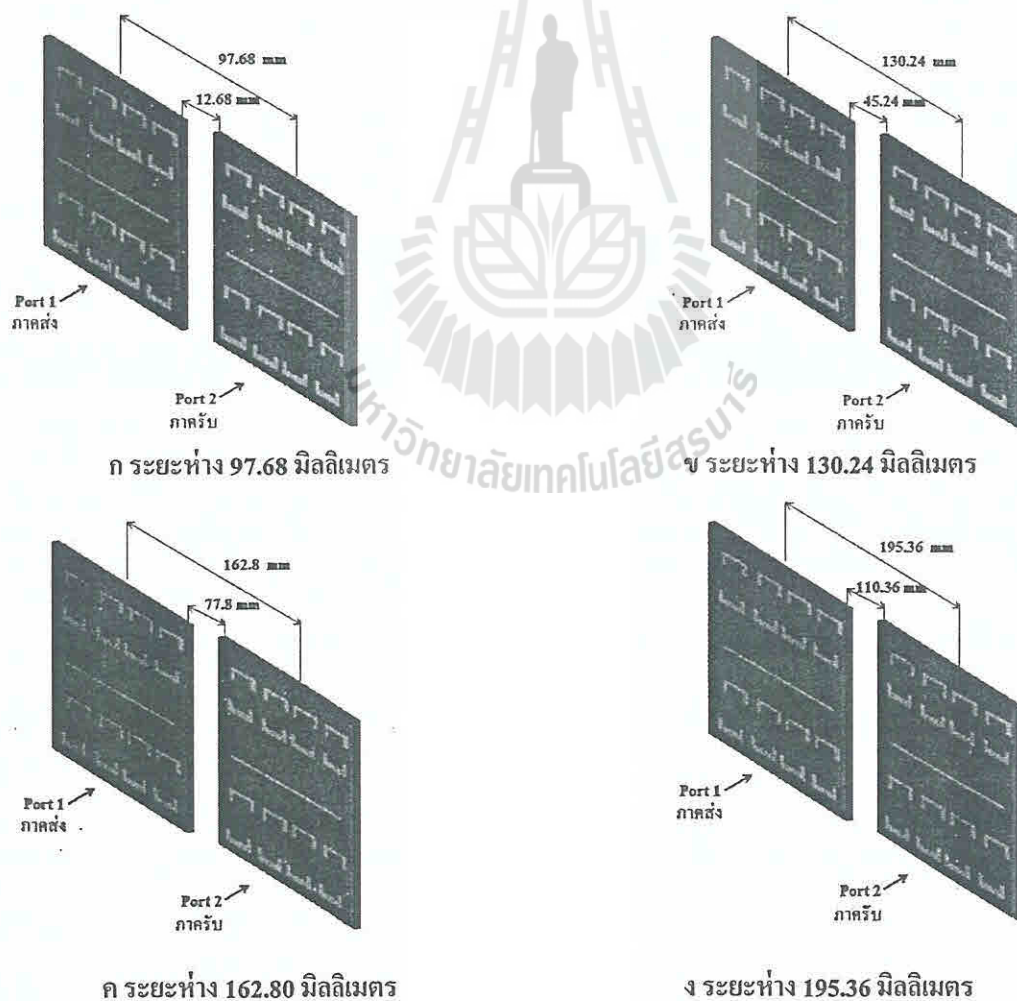 97.68 mm
12.68 mm
Port 1
ภาคส่ง
Port 2
ภาครับ
ก ระยะห่าง 97.68 มิลลิเมตร
130.24 mm
45.24 mm
Port 1
ภาคส่ง
Port 2
ภาครับ
ข ระยะห่าง 130.24 มิลลิเมตร
มหาวิทยาลัยเทคโนโลยีสุรนารี
162.8 mm
77.8 mm
Port 1
ภาคส่ง
Port 2
ภาครับ
ค ระยะห่าง 162.80 มิลลิเมตร
195.36 mm
110.36 mm
Port 1
ภาคส่ง
Port 2
ภาครับ
ง ระยะห่าง 195.36 มิลลิเมตร